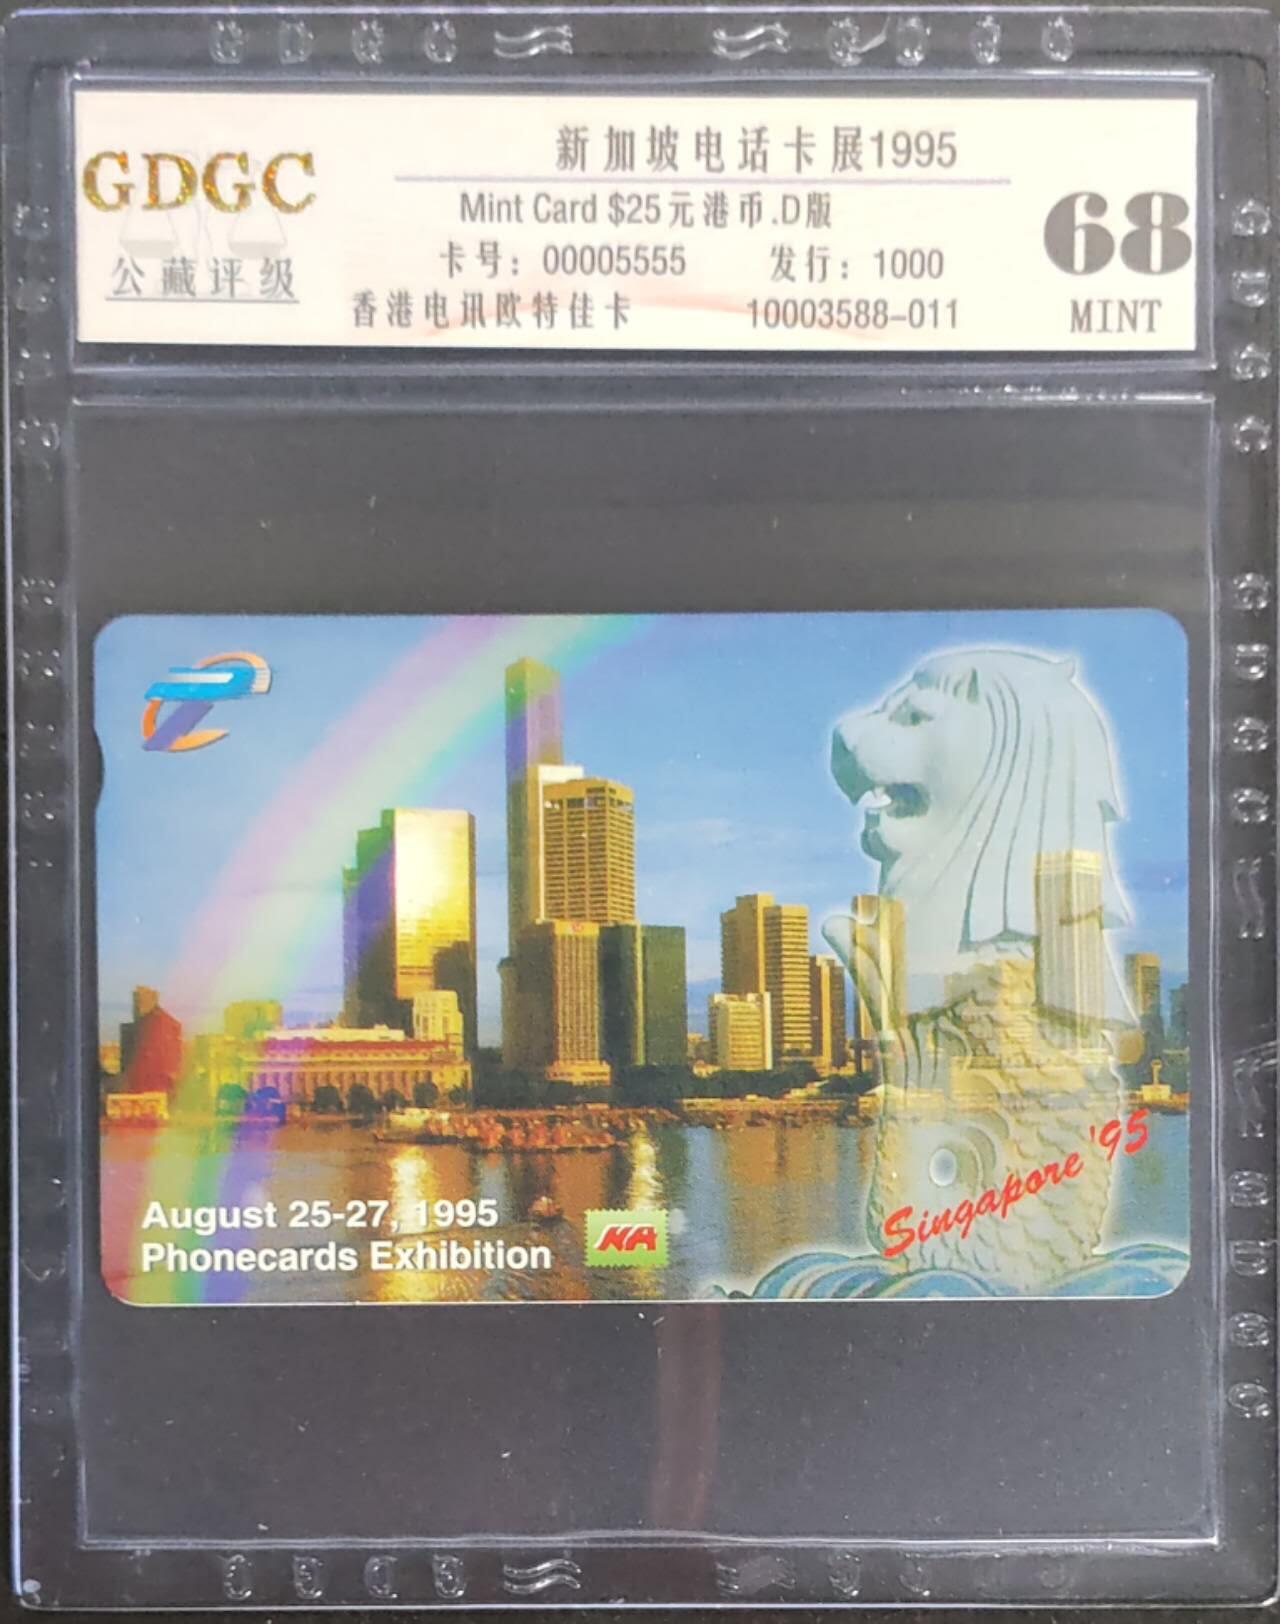 GDGC
公藏评级
新加坡电话卡展1995
Mint Card $25元港币.D版
卡号：00005555 发行：1000
香港电讯欧特佳卡 10003588-011
68
MINT
August 25-27, 1995
Phonecards Exhibition
Singapore '95